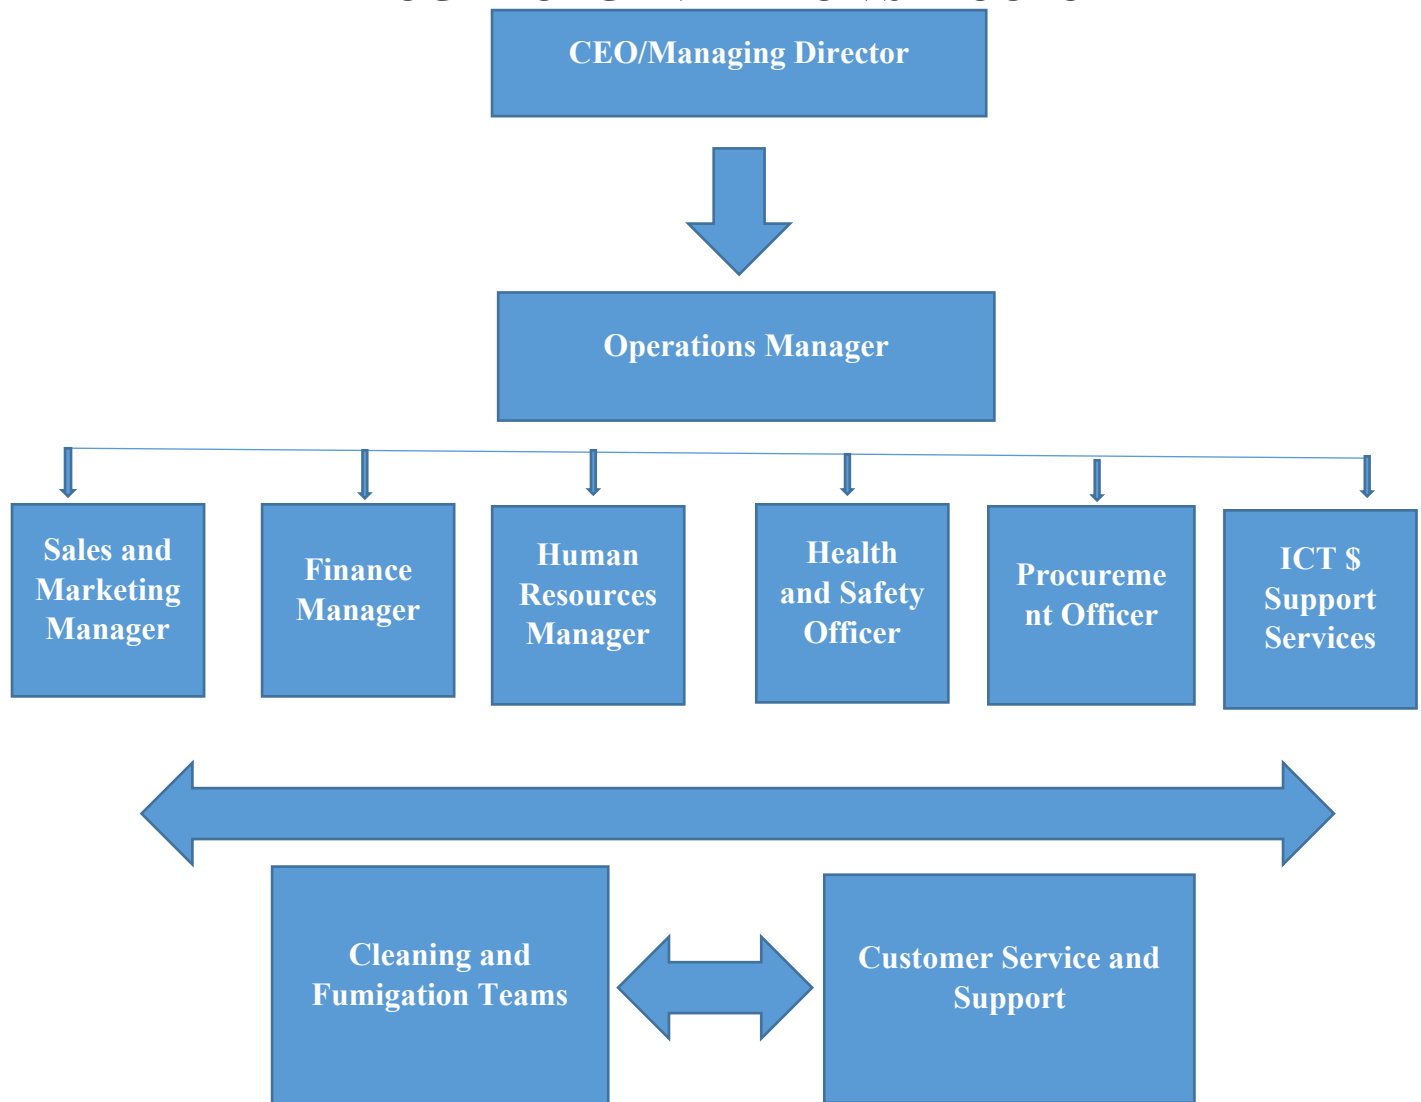 CEO/Managing Director
Operations Manager
Sales and
Marketing
Manager
Finance
Manager
Human
Resources
Manager
Health
and Safety
Officer
Procureme
nt Officer
ICT $
Support
Services
Cleaning and
Fumigation Teams
Customer Service and
Support